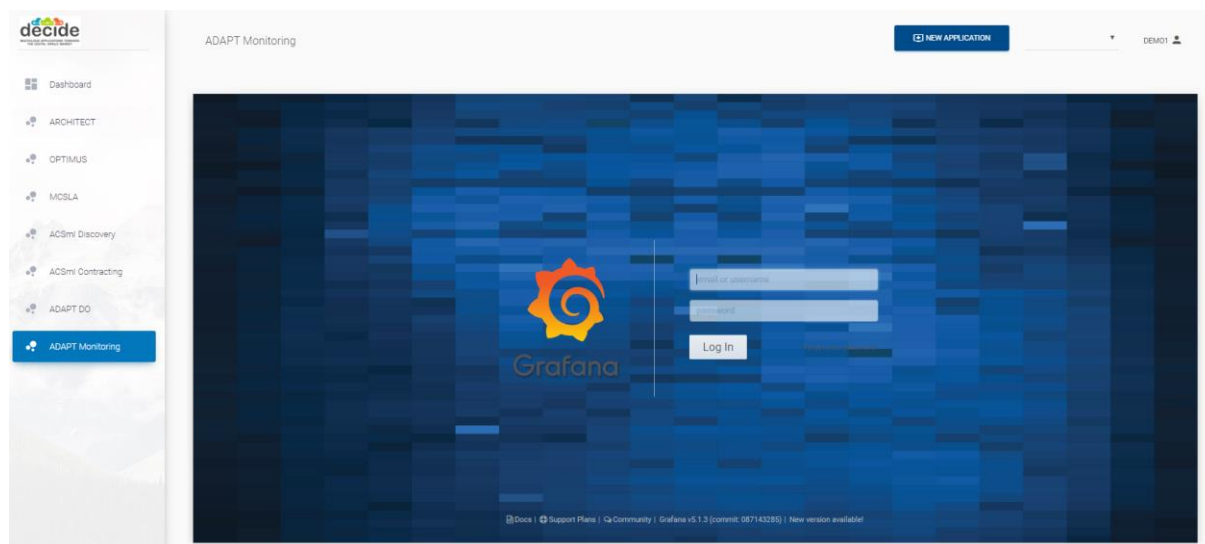 decide
ADAPT Monitoring
NEW APPLICATION
DEMO1
Dashboard
ARCHITECT
OPTIMUS
MCSLA
ACSmI Discovery
ACSmI Contracting
ADAPT DO
ADAPT Monitoring
email or username
password
Log In
Grafana
Docs | Support Plans | Community | Grafana v5.1.3 (commit: 087143285) | New version available!